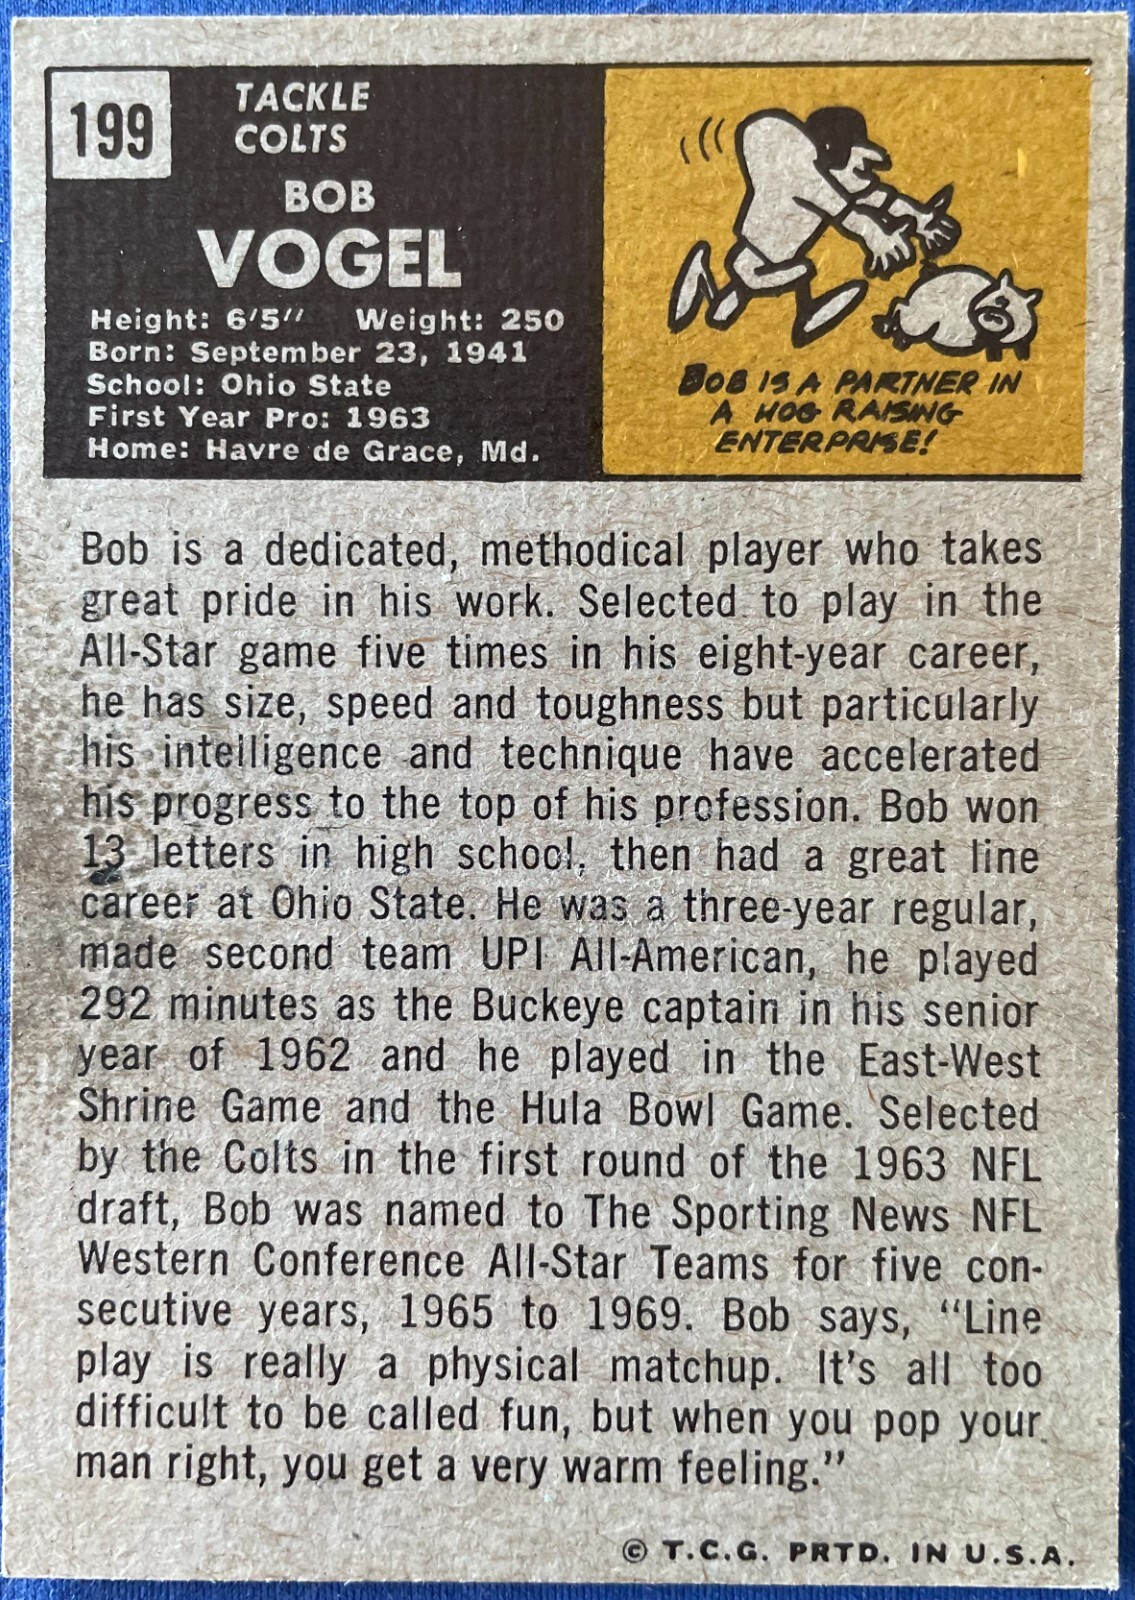 199
TACKLE
COLTS
BOB
VOGEL
Height: 6'5" Weight: 250
Born: September 23, 1941
School: Ohio State
First Year Pro: 1963
Home: Havre de Grace, Md.
BOB IS A PARTNER IN
A HOG RAISING
ENTERPRISE!
Bob is a dedicated, methodical player who takes
great pride in his work. Selected to play in the
All-Star game five times in his eight-year career,
he has size, speed and toughness but particularly
his intelligence and technique have accelerated
his progress to the top of his profession. Bob won
13 letters in high school, then had a great line
career at Ohio State. He was a three-year regular,
made second team UPI All-American, he played
292 minutes as the Buckeye captain in his senior
year of 1962 and he played in the East-West
Shrine Game and the Hula Bowl Game. Selected
by the Colts in the first round of the 1963 NFL
draft, Bob was named to The Sporting News NFL
Western Conference All-Star Teams for five con-
secutive years, 1965 to 1969. Bob says, "Line
play is really a physical matchup. It's all too
difficult to be called fun, but when you pop your
man right, you get a very warm feeling."
© T.C.G. PRTD. IN U.S.A.